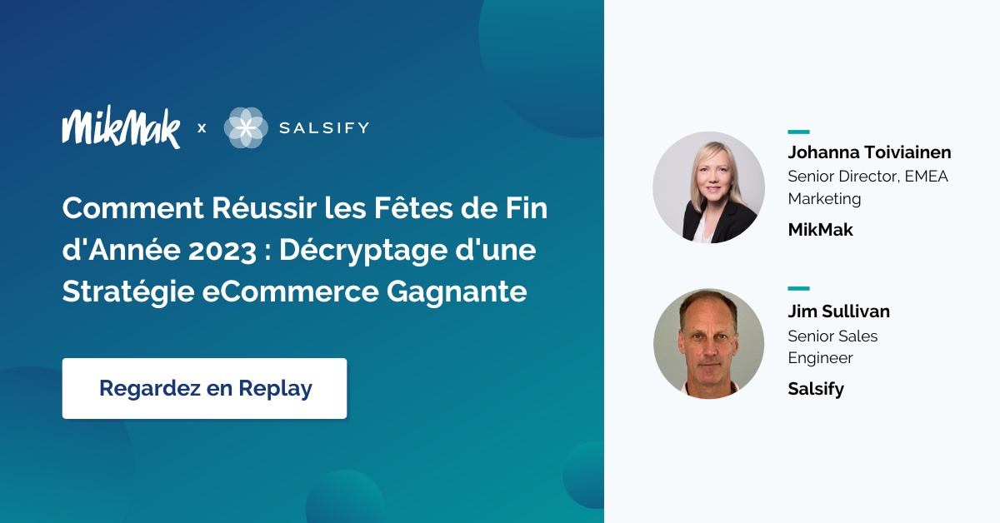 MikMak x SALSIFY
Comment Réussir les Fêtes de Fin
d'Année 2023 : Décryptage d'une
Stratégie eCommerce Gagnante
Regardez en Replay
Johanna Toiviainen
Senior Director, EMEA
Marketing
MikMak
Jim Sullivan
Senior Sales
Engineer
Salsify